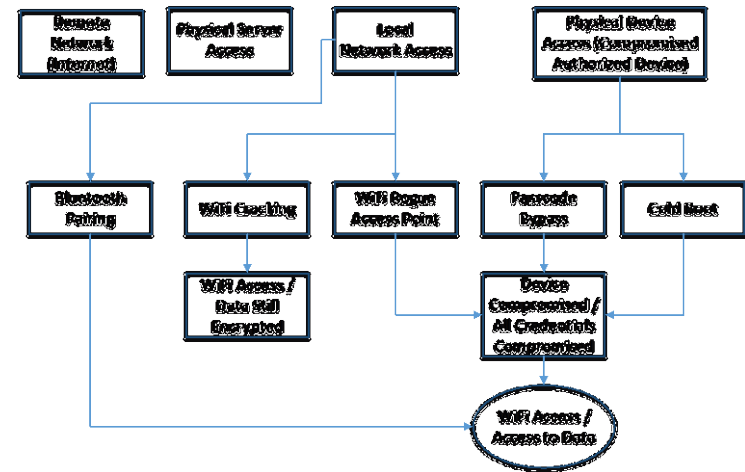 Remote
Network
(Internet)
Physical Server
Access
Local
Network Access
Physical Device
Access (Compromised
Authorized Device)
Bluetooth
Pairing
WiFi Cracking
WiFi Rogue
Access Point
Passcode
Bypass
Cold Boot
WiFi Access /
Data Still
Encrypted
Device
Compromised /
All Credentials
Compromised
WiFi Access /
Access to Data